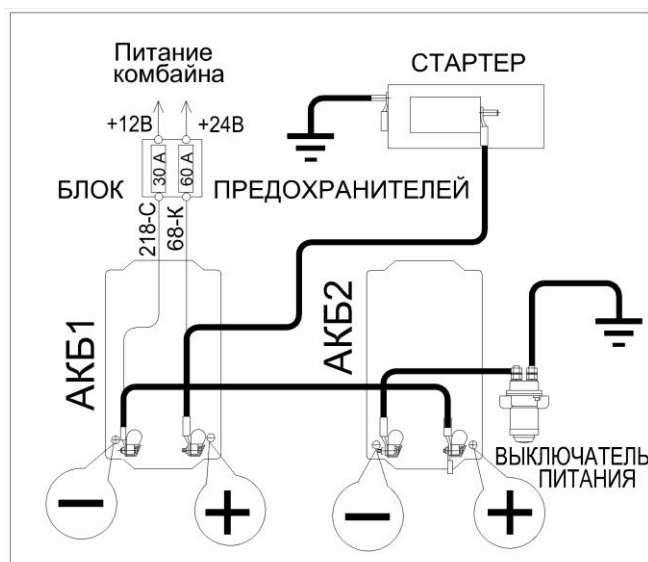 Питание
комбайна
СТАРТЕР
+12В
+24В
30 А
60 А
БЛОК
ПРЕДОХРАНИТЕЛЕЙ
218-С
68-К
АКБ1
АКБ2
ВЫКЛЮЧАТЕЛЬ
ПИТАНИЯ
− +
− +